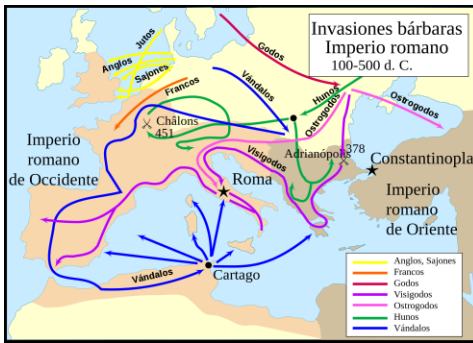 Invasiones bárbaras
Imperio romano
100-500 d. C.
Jutos
Anglos
Sajones
Godos
Francos
Vándalos
Hunos
Ostrogodos
Ostrogodos
Châlons
451
Imperio
romano
de Occidente
Visigodos
Adrianópolis
378
Constantinopla
Roma
Imperio
romano
de Oriente
Vándalos
Cartago
Anglos, Sajones
Francos
Godos
Visigodos
Ostrogodos
Hunos
Vándalos